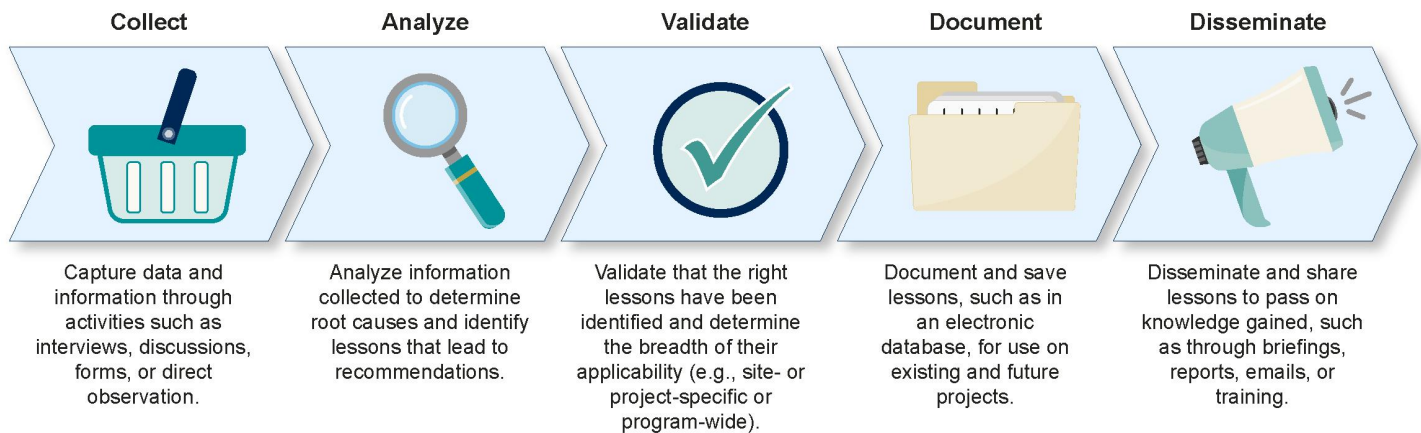 Collect
Analyze
Validate
Document
Disseminate
Capture data and
information through
activities such as
interviews, discussions,
forms, or direct
observation.
Analyze information
collected to determine
root causes and identify
lessons that lead to
recommendations.
Validate that the right
lessons have been
identified and determine
the breadth of their
applicability (e.g., site- or
project-specific or
program-wide).
Document and save
lessons, such as in
an electronic
database, for use on
existing and future
projects.
Disseminate and share
lessons to pass on
knowledge gained, such
as through briefings,
reports, emails, or
training.